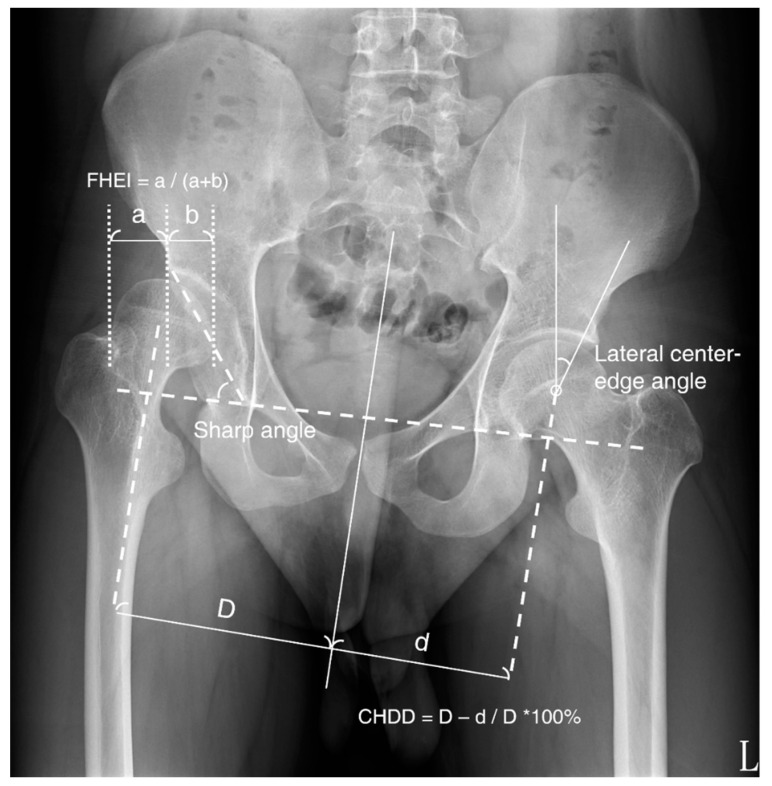 FHEI = a / (a+b)
a b
Lateral center-
edge angle
Sharp angle
D
d
CHDD = D – d / D *100%
L